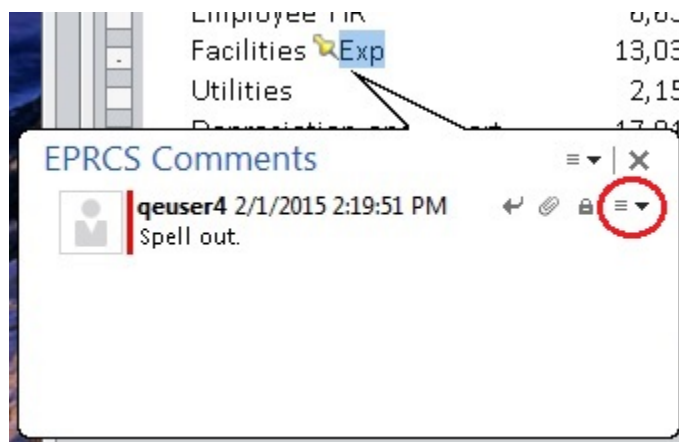 Employee
Facilities Exp 13,03
Utilities 2,15
EPRCS Comments
qeuser4 2/1/2015 2:19:51 PM
Spell out.